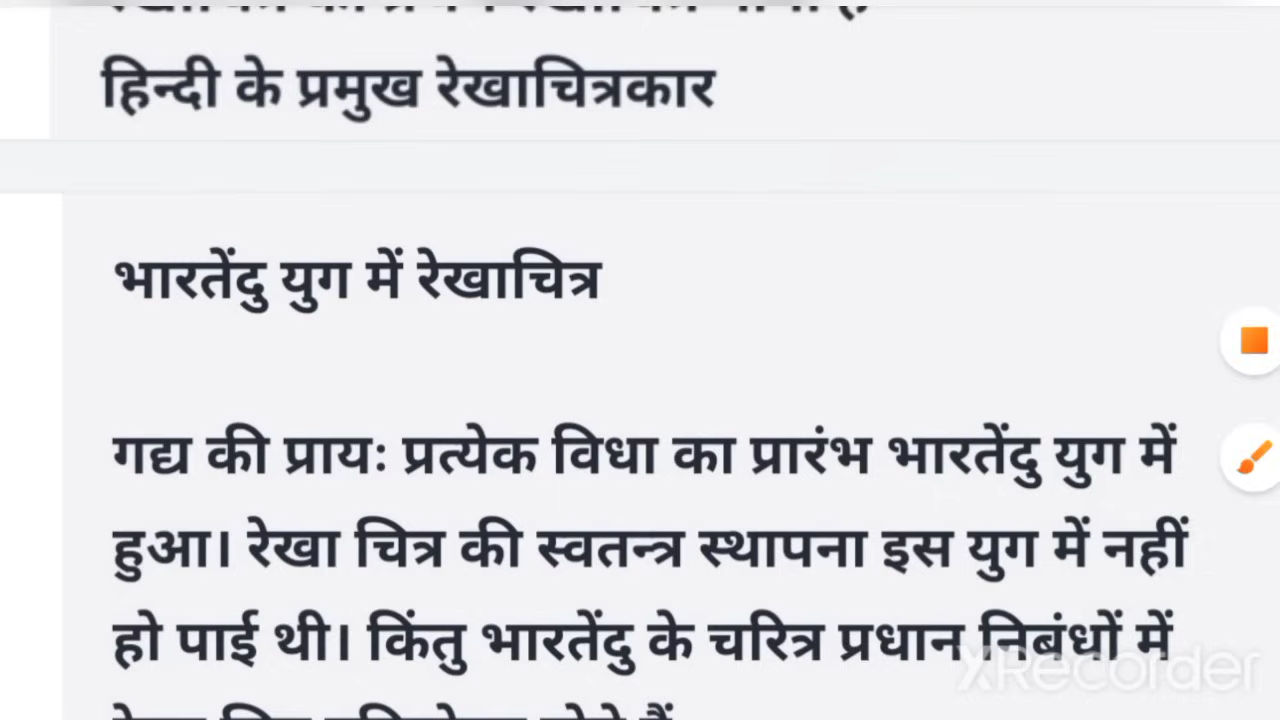 हिन्दी के प्रमुख रेखाचित्रकार
भारतेंदु युग में रेखाचित्र
गद्य की प्रायः प्रत्येक विधा का प्रारंभ भारतेंदु युग में
हुआ। रेखा चित्र की स्वतन्त्र स्थापना इस युग में नहीं
हो पाई थी। किंतु भारतेंदु के चरित्र प्रधान निबंधों में
XRecorder